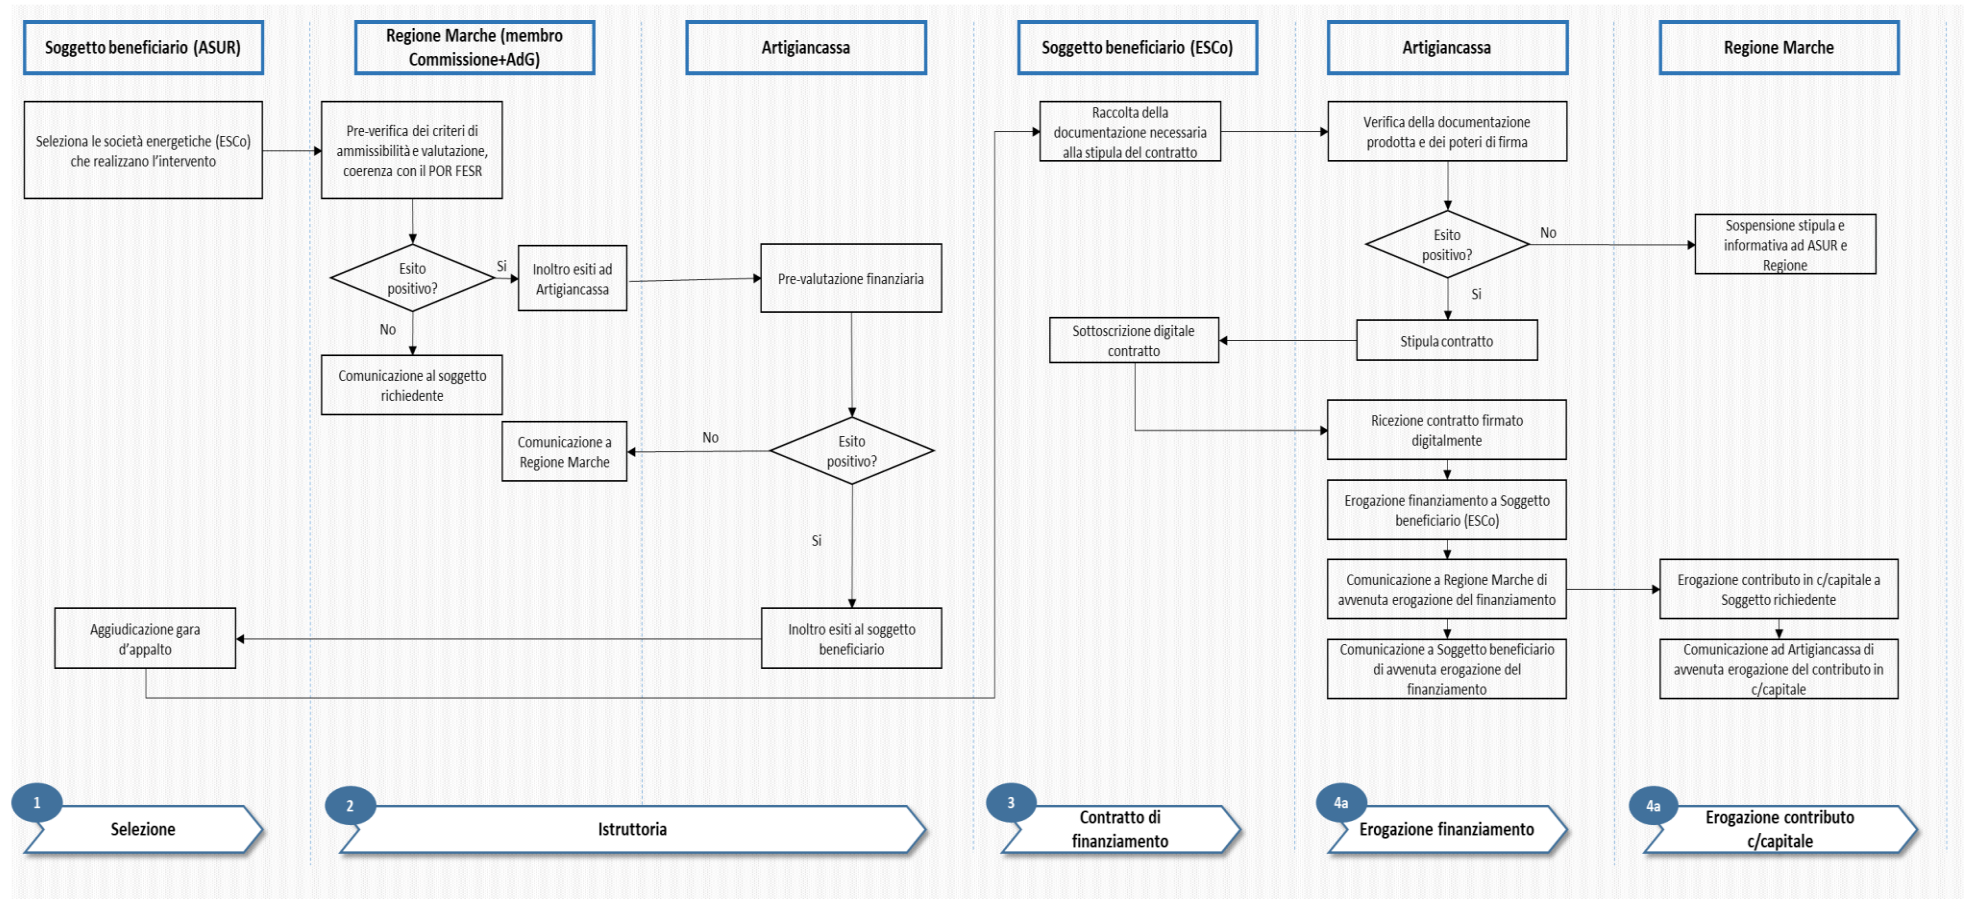 Soggetto beneficiario (ASUR)
Regione Marche (membro
Commissione+AdG)
Artigiancassa
Soggetto beneficiario (ESCo)
Artigiancassa
Regione Marche
Seleziona le società energetiche (ESCo)
che realizzano l'intervento
Pre-verifica dei criteri di
ammissibilità e valutazione,
coerenza con il POR FESR
Esito
positivo?
Si
Inoltro esiti ad
Artigiancassa
Pre-valutazione finanziaria
No
Comunicazione al soggetto
richiedente
Comunicazione a
Regione Marche
No
Esito
positivo?
Si
Inoltro esiti al soggetto
beneficiario
Aggiudicazione gara
d'appalto
Raccolta della
documentazione necessaria
alla stipula del contratto
Verifica della documentazione
prodotta e dei poteri di firma
Esito
positivo?
No
Sospensione stipula e
informativa ad ASUR e
Regione
Si
Stipula contratto
Sottoscrizione digitale
contratto
Ricezione contratto firmato
digitalmente
Erogazione finanziamento a Soggetto
beneficiario (ESCo)
Comunicazione a Regione Marche di
avvenuta erogazione del finanziamento
Erogazione contributo in c/capitale a
Soggetto richiedente
Comunicazione a Soggetto beneficiario
di avvenuta erogazione del
finanziamento
Comunicazione ad Artigiancassa di
avvenuta erogazione del contributo in
c/capitale
1
Selezione
2
Istruttoria
3
Contratto di
finanziamento
4a
Erogazione finanziamento
4a
Erogazione contributo
c/capitale